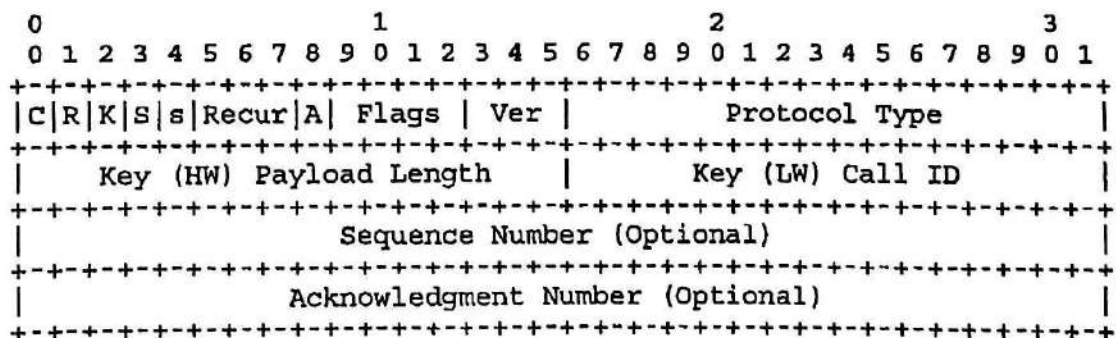 0 1 2 3
0 1 2 3 4 5 6 7 8 9 0 1 2 3 4 5 6 7 8 9 0 1 2 3 4 5 6 7 8 9 0 1
+-+-+-+-+-+-+-+-+-+-+-+-+-+-+-+-+-+-+-+-+-+-+-+-+-+-+-+-+-+-+-+-+
|C|R|K|S|s|Recur|A| Flags | Ver | Protocol Type |
+-+-+-+-+-+-+-+-+-+-+-+-+-+-+-+-+-+-+-+-+-+-+-+-+-+-+-+-+-+-+-+-+
| Key (HW) Payload Length | Key (LW) Call ID |
+-+-+-+-+-+-+-+-+-+-+-+-+-+-+-+-+-+-+-+-+-+-+-+-+-+-+-+-+-+-+-+-+
| Sequence Number (Optional) |
+-+-+-+-+-+-+-+-+-+-+-+-+-+-+-+-+-+-+-+-+-+-+-+-+-+-+-+-+-+-+-+-+
| Acknowledgment Number (Optional) |
+-+-+-+-+-+-+-+-+-+-+-+-+-+-+-+-+-+-+-+-+-+-+-+-+-+-+-+-+-+-+-+-+